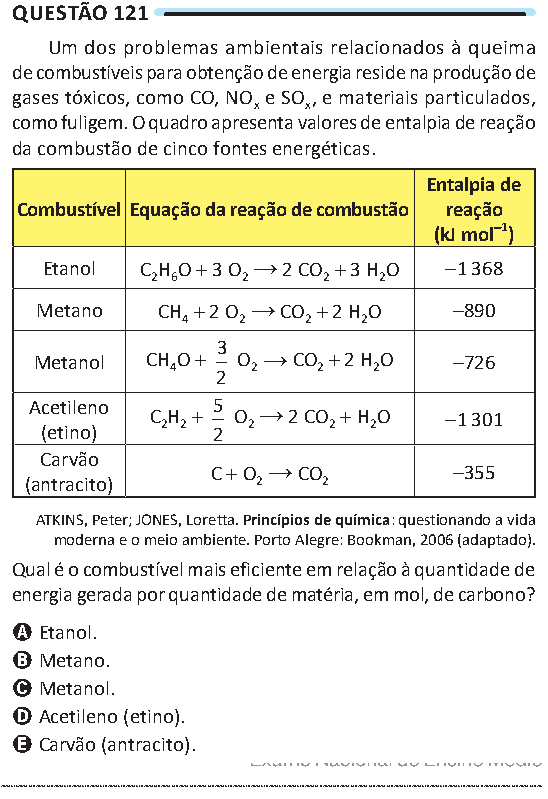 QUESTÃO 121
Um dos problemas ambientais relacionados à queima
de combustíveis para obtenção de energia reside na produção de
gases tóxicos, como CO, NOₓ e SOₓ, e materiais particulados,
como fuligem. O quadro apresenta valores de entalpia de reação
da combustão de cinco fontes energéticas.
Combustível Equação da reação de combustão Entalpia de reação (kJ mol⁻¹)
Etanol C₂H₆O + 3 O₂ → 2 CO₂ + 3 H₂O −1 368
Metano CH₄ + 2 O₂ → CO₂ + 2 H₂O −890
Metanol CH₄O + 3/2 O₂ → CO₂ + 2 H₂O −726
Acetileno (etino) C₂H₂ + 5/2 O₂ → 2 CO₂ + H₂O −1 301
Carvão (antracito) C + O₂ → CO₂ −355
ATKINS, Peter; JONES, Loretta. Princípios de química: questionando a vida
moderna e o meio ambiente. Porto Alegre: Bookman, 2006 (adaptado).
Qual é o combustível mais eficiente em relação à quantidade de
energia gerada por quantidade de matéria, em mol, de carbono?
A Etanol.
B Metano.
C Metanol.
D Acetileno (etino).
E Carvão (antracito).
Exame Nacional do Ensino Médio